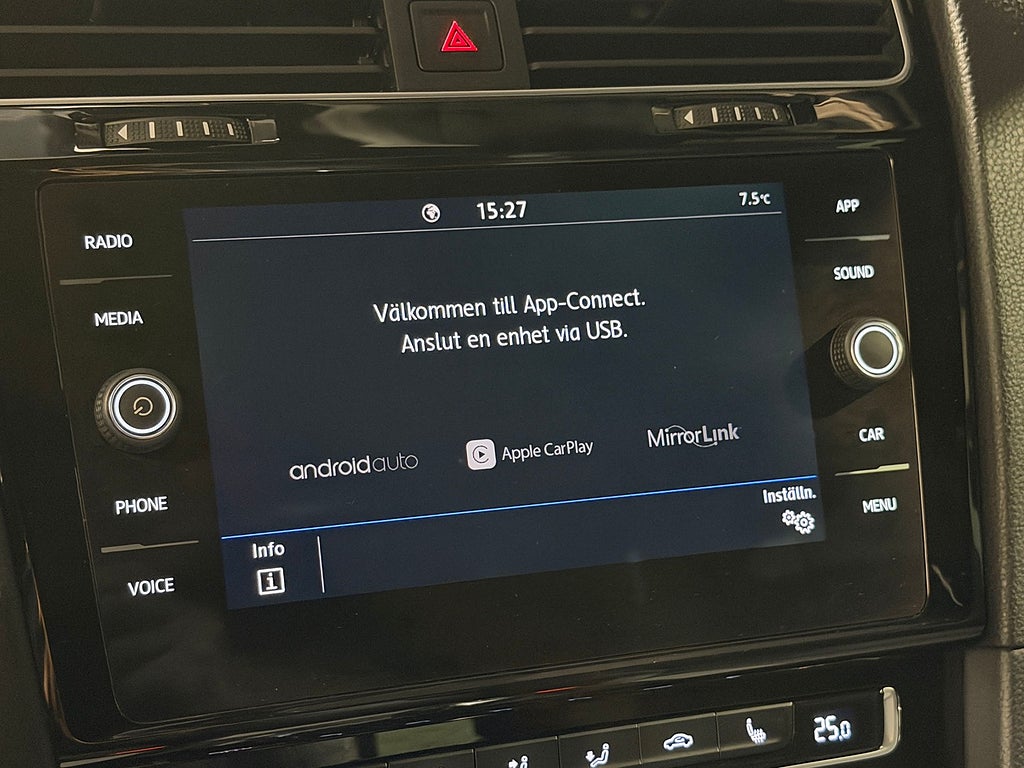 15:27
7.5°C
RADIO
MEDIA
PHONE
VOICE
Välkommen till App-Connect.
Anslut en enhet via USB.
androidauto
Apple CarPlay
MirrorLink
Inställn.
Info
i
APP
SOUND
CAR
MENU
25.0